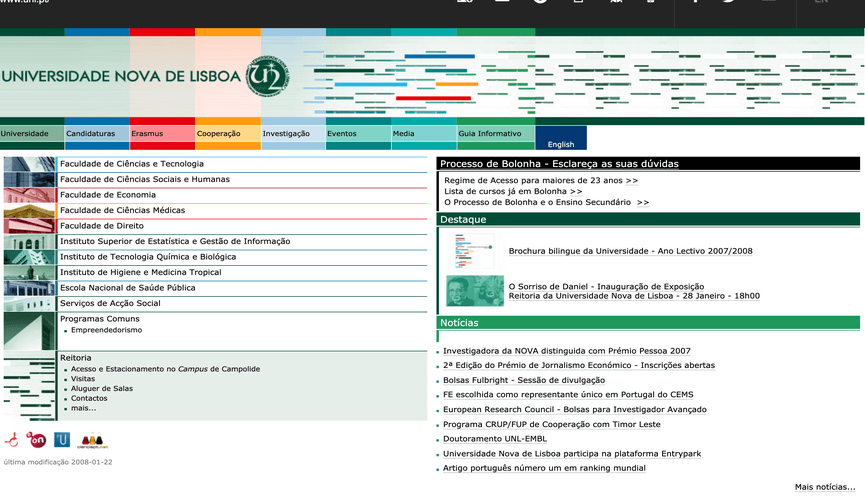 www.unl.pt
EN
UNIVERSIDADE NOVA DE LISBOA
Universidade
Candidaturas
Erasmus
Cooperação
Investigação
Eventos
Media
Guia Informativo
English
Faculdade de Ciências e Tecnologia
Faculdade de Ciências Sociais e Humanas
Faculdade de Economia
Faculdade de Ciências Médicas
Faculdade de Direito
Instituto Superior de Estatística e Gestão de Informação
Instituto de Tecnologia Química e Biológica
Instituto de Higiene e Medicina Tropical
Escola Nacional de Saúde Pública
Serviços de Acção Social
Programas Comuns
Empreendedorismo
Reitoria
Acesso e Estacionamento no Campus de Campolide
Visitas
Aluguer de Salas
Contactos
mais...
última modificação 2008-01-22
Processo de Bolonha - Esclareça as suas dúvidas
Regime de Acesso para maiores de 23 anos >>
Lista de cursos já em Bolonha >>
O Processo de Bolonha e o Ensino Secundário >>
Destaque
Brochura bilingue da Universidade - Ano Lectivo 2007/2008
O Sorriso de Daniel - Inauguração de Exposição
Reitoria da Universidade Nova de Lisboa - 28 Janeiro - 18h00
Notícias
Investigadora da NOVA distinguida com Prémio Pessoa 2007
2ª Edição do Prémio de Jornalismo Económico - Inscrições abertas
Bolsas Fulbright - Sessão de divulgação
FE escolhida como representante único em Portugal do CEMS
European Research Council - Bolsas para Investigador Avançado
Programa CRUP/FUP de Cooperação com Timor Leste
Doutoramento UNL-EMBL
Universidade Nova de Lisboa participa na plataforma Entrypark
Artigo português número um em ranking mundial
Mais notícias...